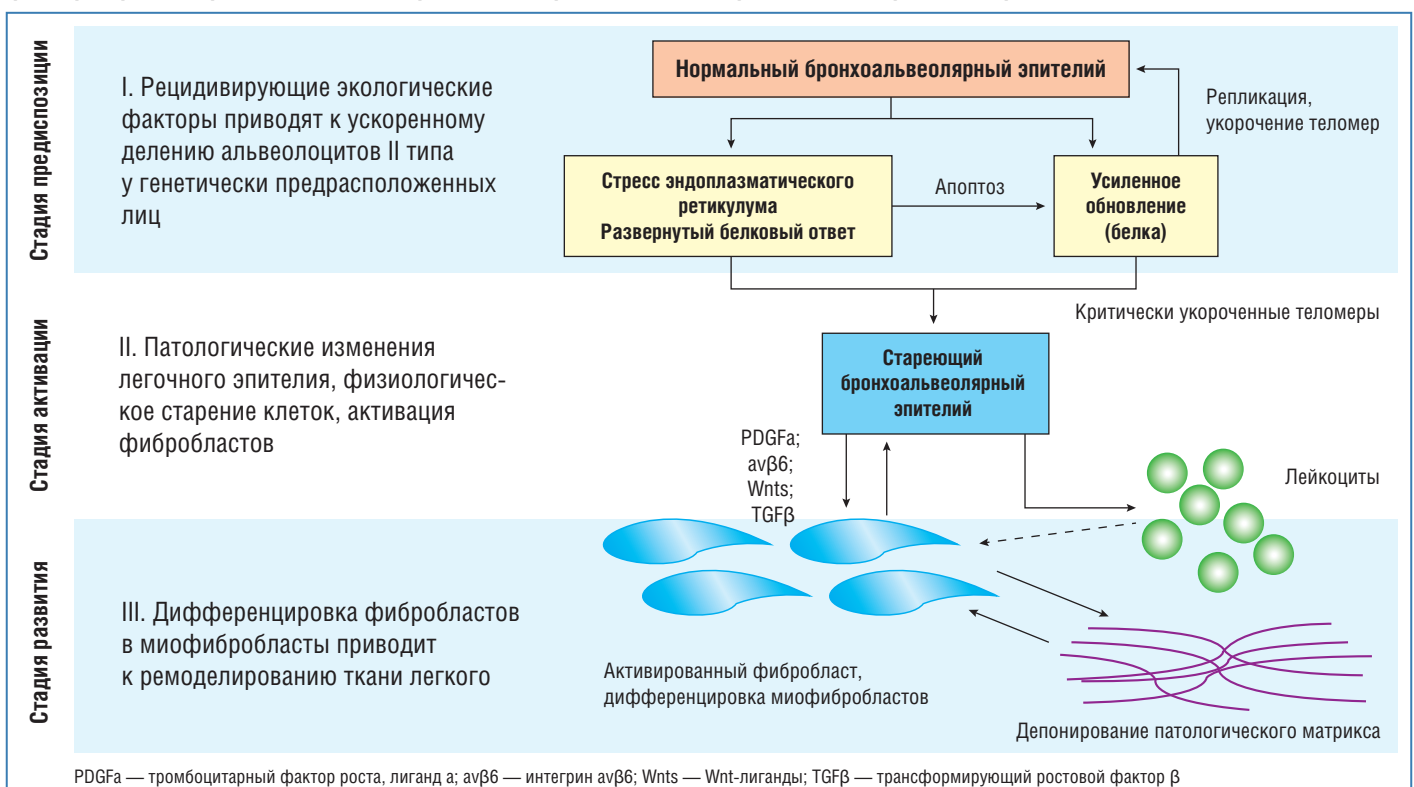 Стадия предиспозиции
I. Рецидивирующие экологические
факторы приводят к ускоренному
делению альвеолоцитов II типа
у генетически предрасположенных
лиц
Нормальный бронхоальвеолярный эпителий
Репликация,
укорочение теломер
Стресс эндоплазматического
ретикулума
Развернутый белковый ответ
Апоптоз
Усиленное
обновление
(белка)
Стадия активации
II. Патологические изменения
легочного эпителия, физиологичес-
кое старение клеток, активация
фибробластов
Критически укороченные теломеры
Стареющий
бронхоальвеолярный
эпителий
PDGFa;
avβ6;
Wnts;
TGFβ
Лейкоциты
Стадия развития
III. Дифференцировка фибробластов
в миофибробласты приводит
к ремоделированию ткани легкого
Активированный фибробласт,
дифференцировка миофибробластов
Депонирование патологического матрикса
PDGFa — тромбоцитарный фактор роста, лиганд a; avβ6 — интегрин avβ6; Wnts — Wnt-лиганды; TGFβ — трансформирующий ростовой фактор β